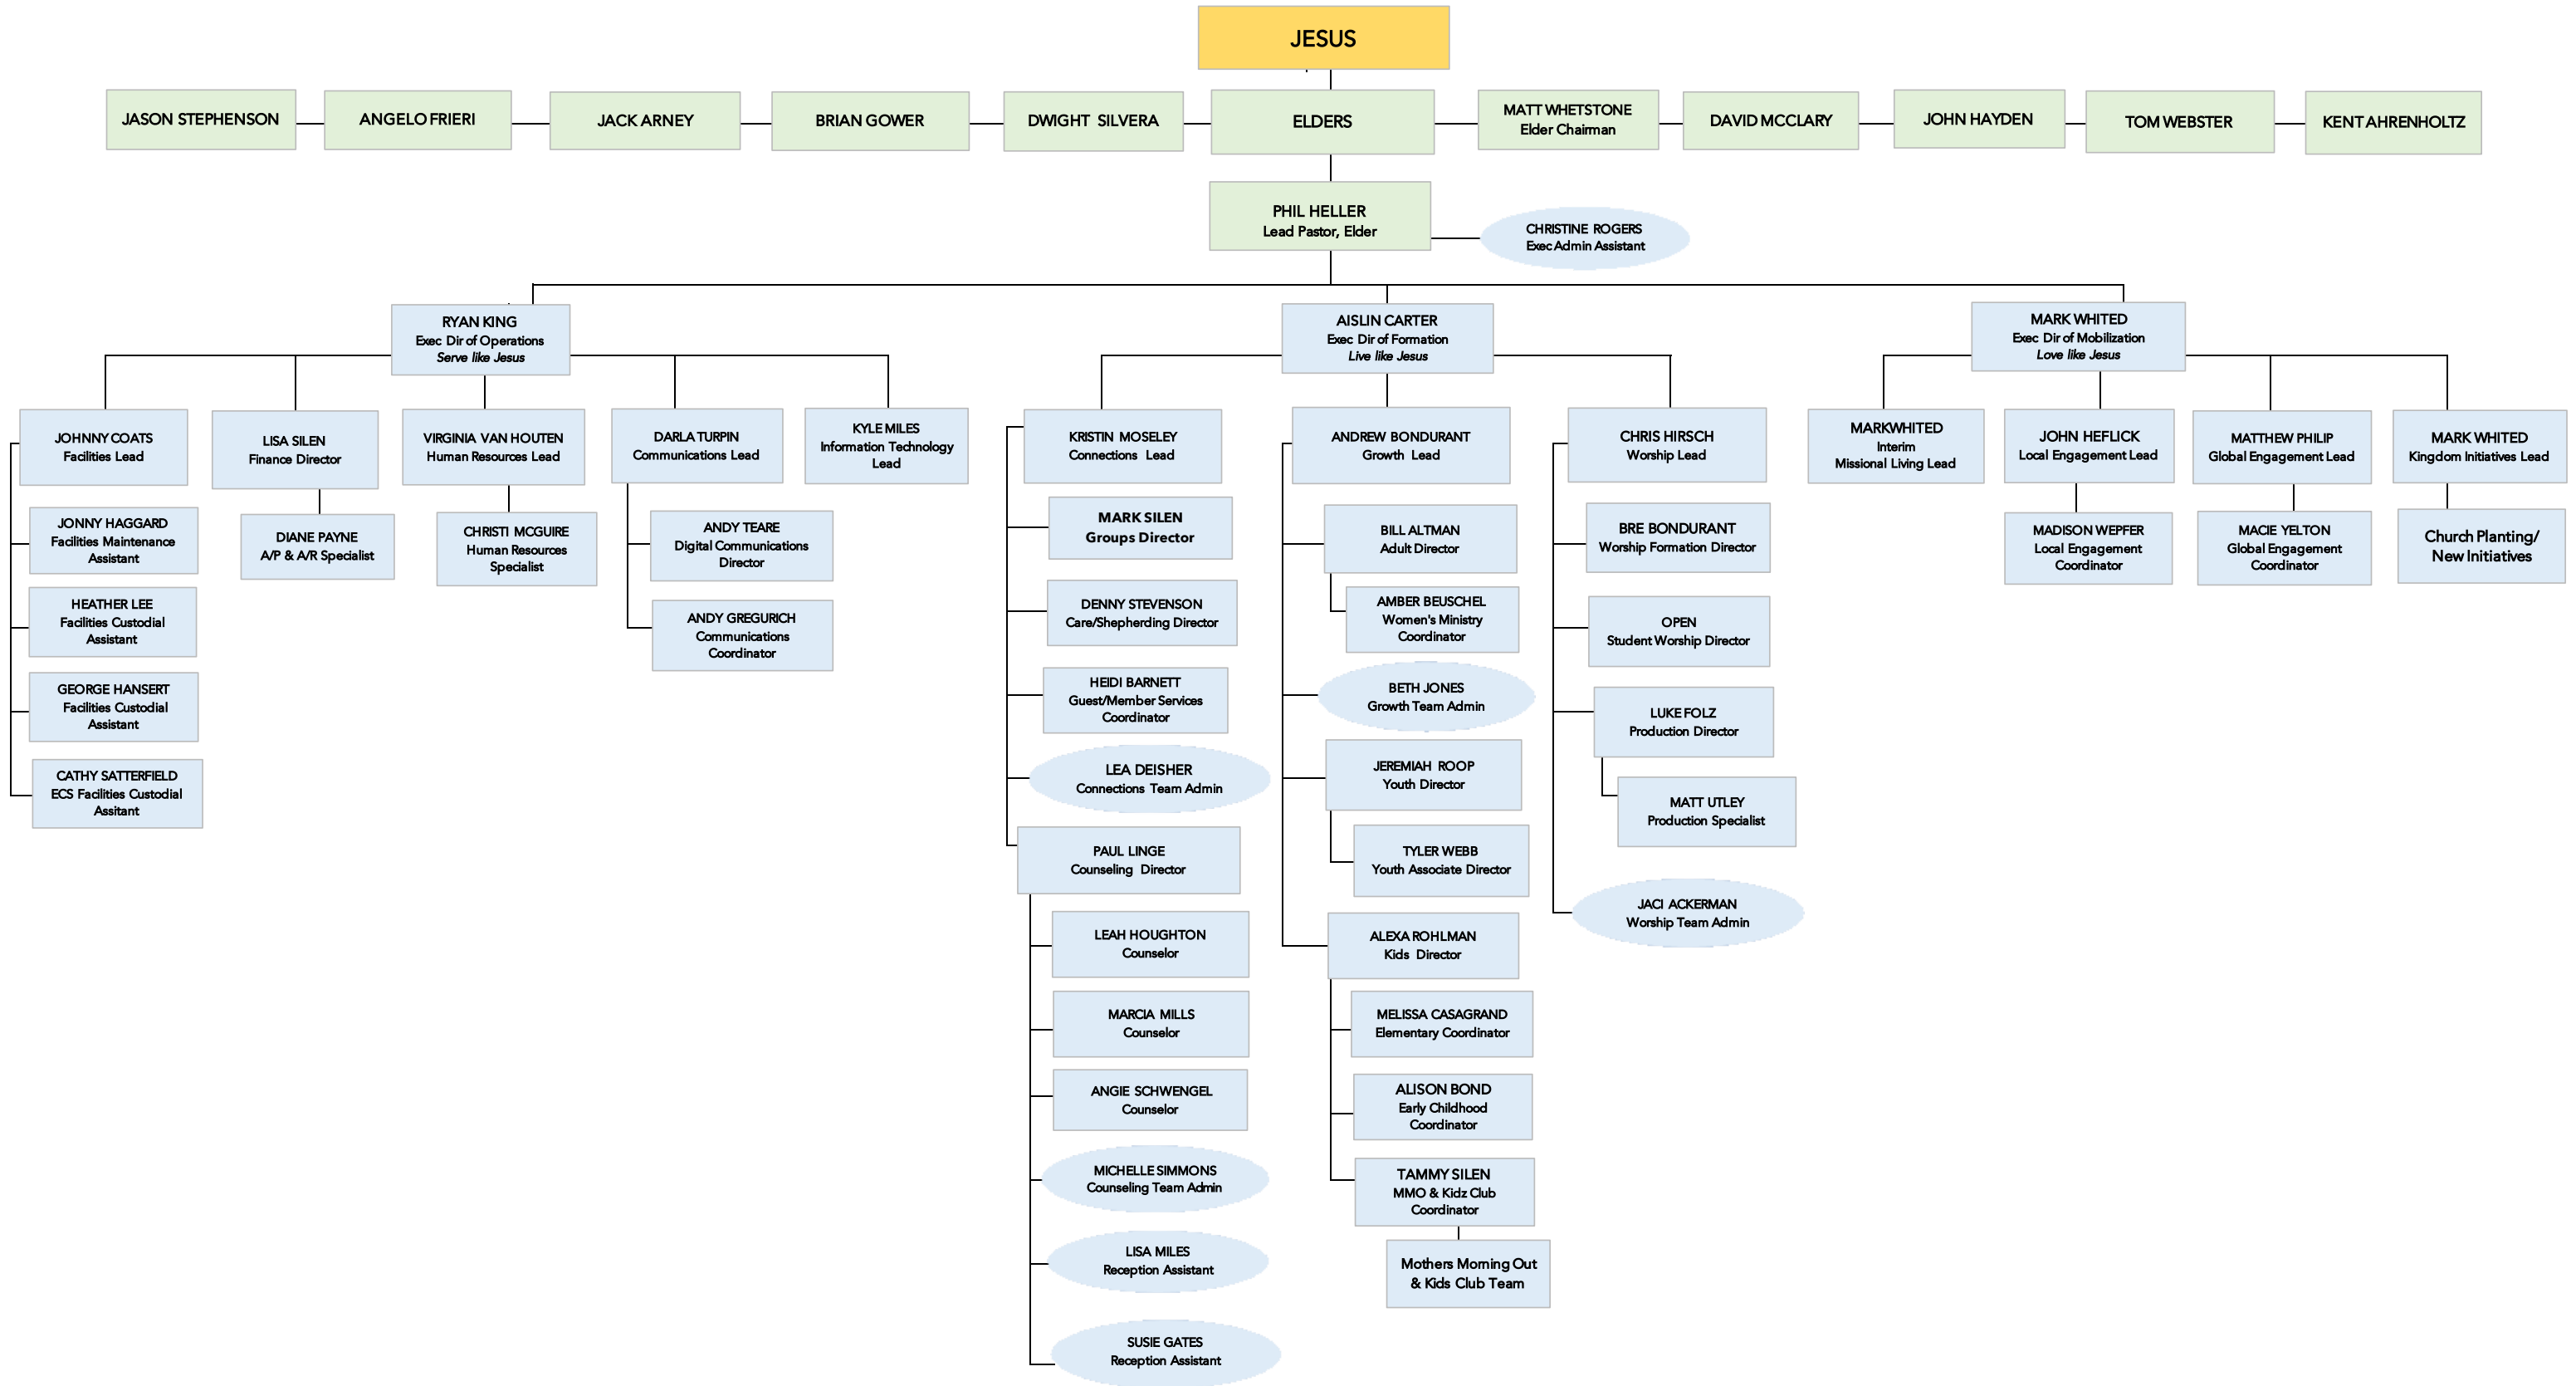 JESUS
JASON STEPHENSON
ANGELO FRIERI
JACK ARNEY
BRIAN GOWER
DWIGHT SILVERA
ELDERS
MATT WHETSTONE
Elder Chairman
DAVID MCCLARY
JOHN HAYDEN
TOM WEBSTER
KENT AHRENHOLTZ
PHIL HELLER
Lead Pastor, Elder
CHRISTINE ROGERS
Exec Admin Assistant
RYAN KING
Exec Dir of Operations
Serve like Jesus
AISLIN CARTER
Exec Dir of Formation
Live like Jesus
MARK WHITED
Exec Dir of Mobilization
Love like Jesus
JOHNNY COATS
Facilities Lead
LISA SILEN
Finance Director
VIRGINIA VAN HOUTEN
Human Resources Lead
DARLA TURPIN
Communications Lead
KYLE MILES
Information Technology
Lead
KRISTIN MOSELEY
Connections Lead
ANDREW BONDURANT
Growth Lead
CHRIS HIRSCH
Worship Lead
MARKWHITED
Interim
Missional Living Lead
JOHN HEFLICK
Local Engagement Lead
MATTHEW PHILIP
Global Engagement Lead
MARK WHITED
Kingdom Initiatives Lead
JONNY HAGGARD
Facilities Maintenance
Assistant
HEATHER LEE
Facilities Custodial
Assistant
GEORGE HANSERT
Facilities Custodial
Assistant
CATHY SATTERFIELD
ECS Facilities Custodial
Assitant
DIANE PAYNE
A/P & A/R Specialist
CHRISTI MCGUIRE
Human Resources
Specialist
ANDY TEARE
Digital Communications
Director
ANDY GREGURICH
Communications
Coordinator
MARK SILEN
Groups Director
DENNY STEVENSON
Care/Shepherding Director
HEIDI BARNETT
Guest/Member Services
Coordinator
LEA DEISHER
Connections Team Admin
PAUL LINGE
Counseling Director
LEAH HOUGHTON
Counselor
MARCIA MILLS
Counselor
ANGIE SCHWENGEL
Counselor
MICHELLE SIMMONS
Counseling Team Admin
LISA MILES
Reception Assistant
SUSIE GATES
Reception Assistant
BILL ALTMAN
Adult Director
AMBER BEUSCHEL
Women's Ministry
Coordinator
BETH JONES
Growth Team Admin
JEREMIAH ROOP
Youth Director
TYLER WEBB
Youth Associate Director
ALEXA ROHLMAN
Kids Director
MELISSA CASAGRAND
Elementary Coordinator
ALISON BOND
Early Childhood
Coordinator
TAMMY SILEN
MMO & Kidz Club
Coordinator
Mothers Morning Out
& Kids Club Team
BRE BONDURANT
Worship Formation Director
OPEN
Student Worship Director
LUKE FOLZ
Production Director
MATT UTLEY
Production Specialist
JACI ACKERMAN
Worship Team Admin
MADISON WEPFER
Local Engagement
Coordinator
MACIE YELTON
Global Engagement
Coordinator
Church Planting/
New Initiatives